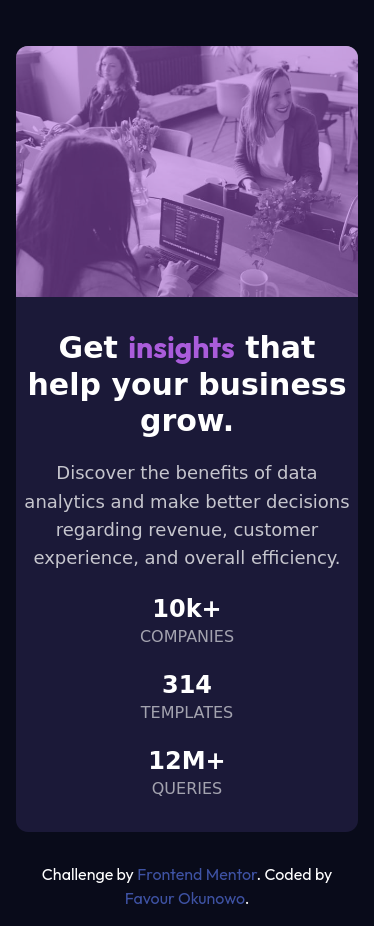 Get insights that
help your business
grow.
Discover the benefits of data
analytics and make better decisions
regarding revenue, customer
experience, and overall efficiency.
10k+
COMPANIES
314
TEMPLATES
12M+
QUERIES
Challenge by Frontend Mentor. Coded by
Favour Okunowo.